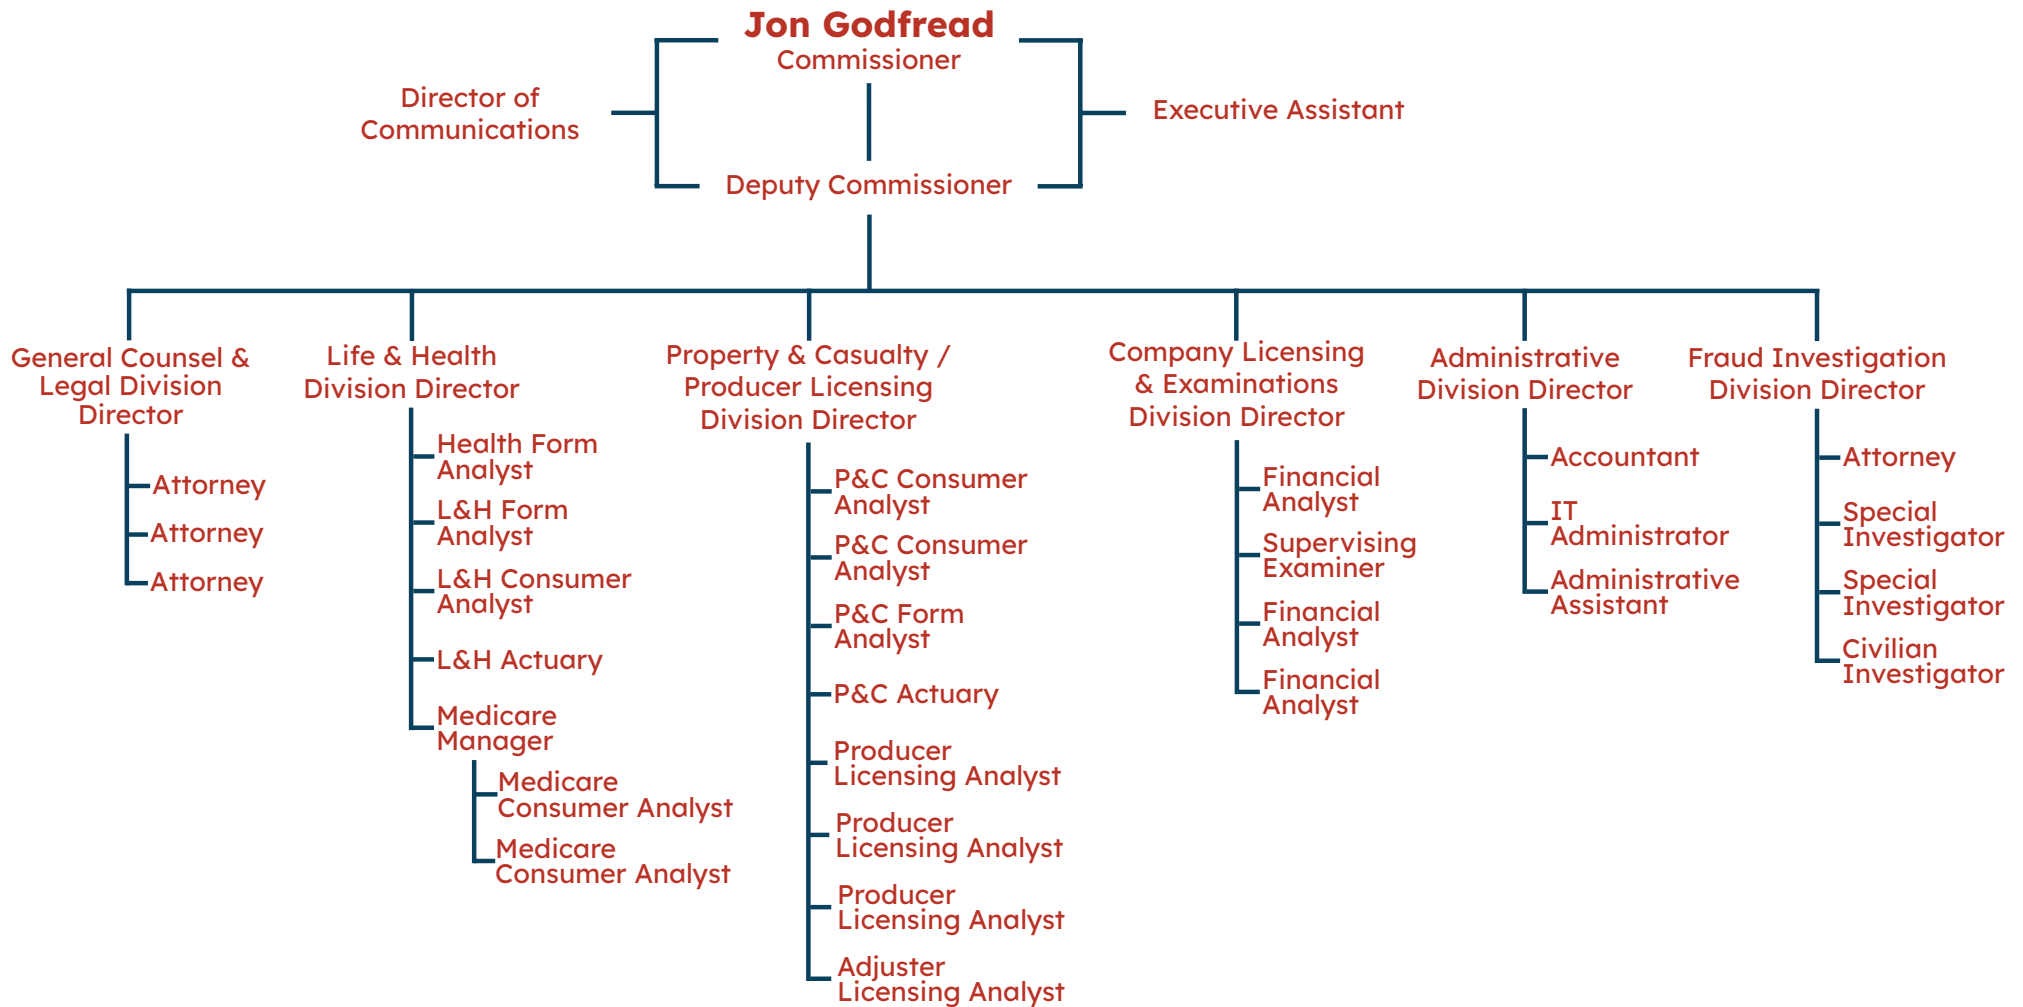 Jon Godfread
Commissioner
Director of
Communications
Executive Assistant
Deputy Commissioner
General Counsel &
Legal Division
Director
Attorney
Attorney
Attorney
Life & Health
Division Director
Health Form
Analyst
L&H Form
Analyst
L&H Consumer
Analyst
L&H Actuary
Medicare
Manager
Medicare
Consumer Analyst
Medicare
Consumer Analyst
Property & Casualty /
Producer Licensing
Division Director
P&C Consumer
Analyst
P&C Consumer
Analyst
P&C Form
Analyst
P&C Actuary
Producer
Licensing Analyst
Producer
Licensing Analyst
Producer
Licensing Analyst
Adjuster
Licensing Analyst
Company Licensing
& Examinations
Division Director
Financial
Analyst
Supervising
Examiner
Financial
Analyst
Financial
Analyst
Administrative
Division Director
Accountant
IT
Administrator
Administrative
Assistant
Fraud Investigation
Division Director
Attorney
Special
Investigator
Special
Investigator
Civilian
Investigator